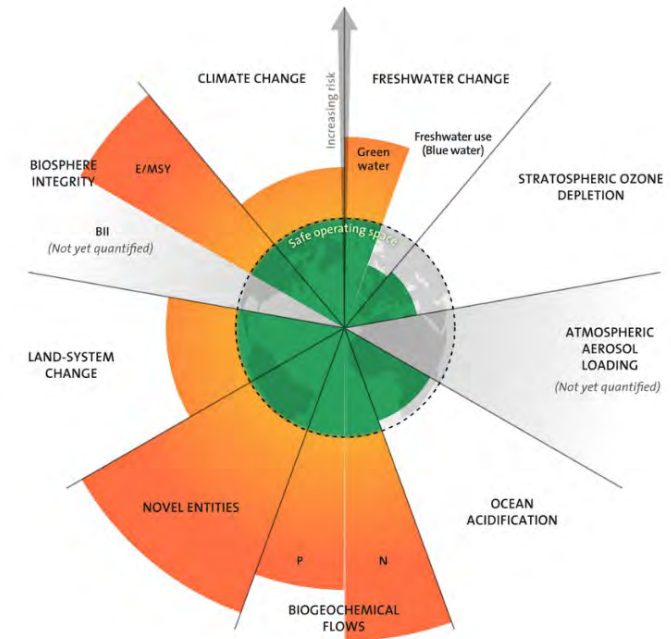 CLIMATE CHANGE
FRESHWATER CHANGE
Increasing risk
Green
water
Freshwater use
(Blue water)
BIOSPHERE
INTEGRITY
E/MSY
STRATOSPHERIC OZONE
DEPLETION
BII
(Not yet quantified)
Safe operating space
ATMOSPHERIC
AEROSOL
LOADING
(Not yet quantified)
LAND-SYSTEM
CHANGE
NOVEL ENTITIES
OCEAN
ACIDIFICATION
P
N
BIOGEOCHEMICAL
FLOWS